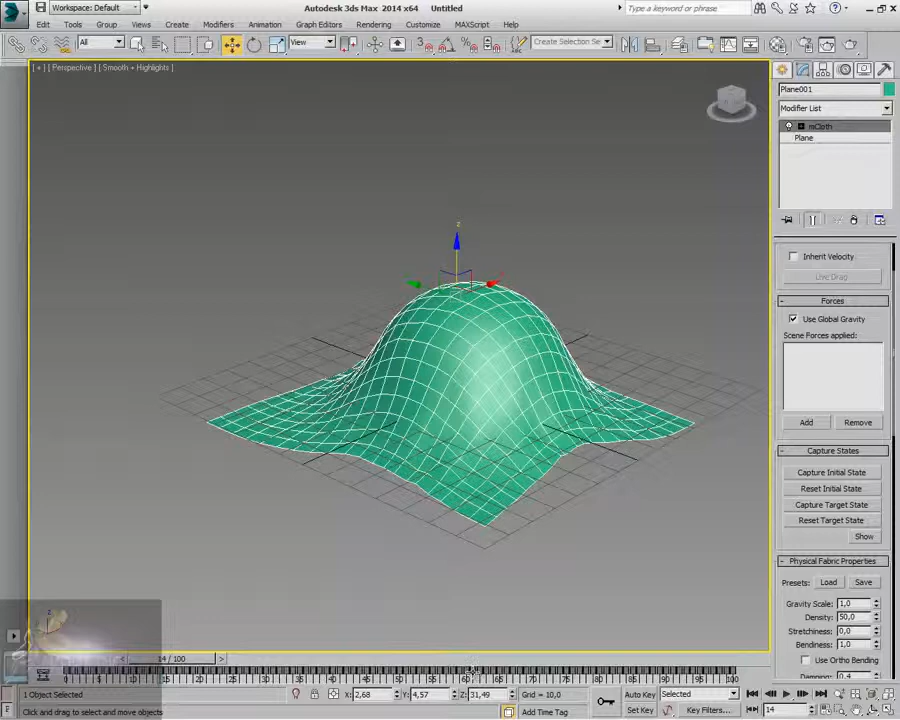 Workspace: Default
Autodesk 3ds Max 2014 x64    Untitled
Type a keyword or phrase
Edit Tools Group Views Create Modifiers Animation Graph Editors Rendering Customize MAXScript Help
All
View
Create Selection Se
[ + ] [ Perspective ] [ Smooth + Highlights ]
Plane001
Modifier List
mCloth
Plane
Inherit Velocity
Live Drag
Forces
Use Global Gravity
Scene Forces applied:
Add Remove
Capture States
Capture Initial State
Reset Initial State
Capture Target State
Reset Target State
Show
Physical Fabric Properties
Presets: Load Save
Gravity Scale: 1,0
Density: 50,0
Stretchiness: 0,0
Bendiness: 1,0
Use Ortho Bending
Damping: 0,4
z
z
14 / 100
1 Object Selected
X: 2,68 Y: 4,57 Z: 31,49 Grid = 10,0
Auto Key Selected
Click and drag to select and move objects
Add Time Tag
Set Key Key Filters...
14